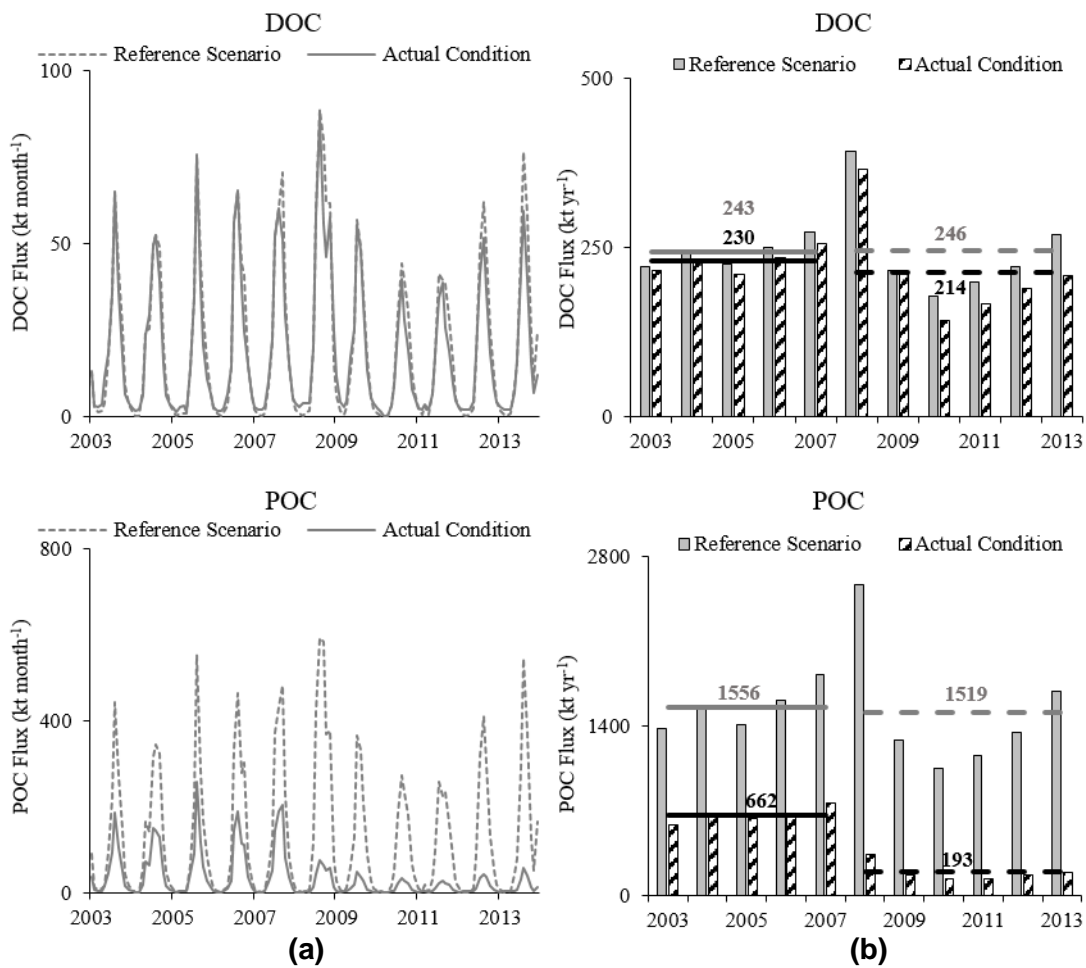 DOC
Reference Scenario Actual Condition
100
50
0
DOC Flux (kt month-1)
2003 2005 2007 2009 2011 2013
DOC
Reference Scenario Actual Condition
500
250
0
DOC Flux (kt yr-1)
243
230
246
214
2003 2005 2007 2009 2011 2013
POC
Reference Scenario Actual Condition
800
400
0
POC Flux (kt month-1)
2003 2005 2007 2009 2011 2013
(a)
POC
Reference Scenario Actual Condition
2800
1400
0
POC Flux (kt yr-1)
1556
1519
662
193
2003 2005 2007 2009 2011 2013
(b)